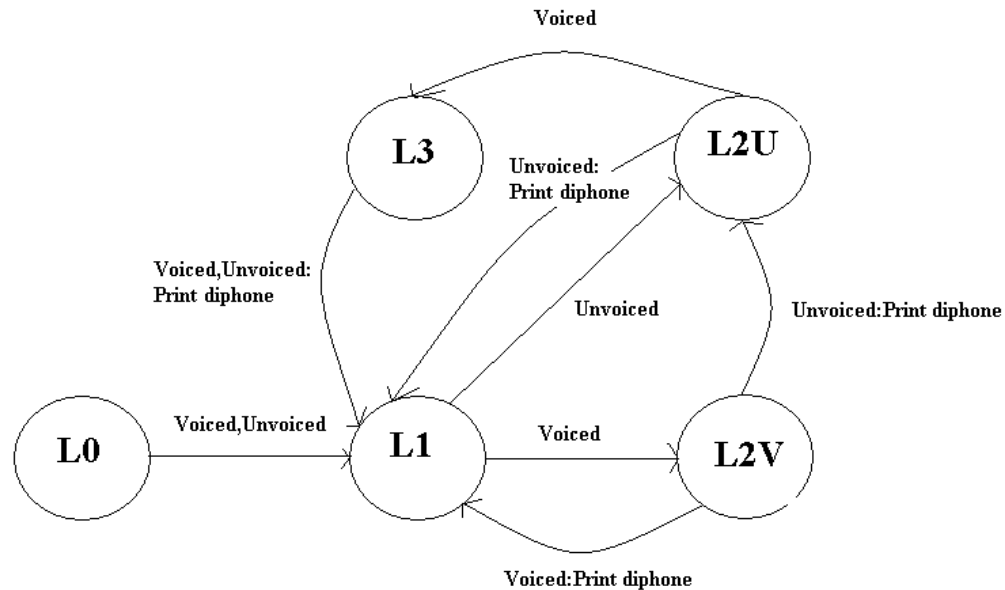 Voiced
L3
L2U
Unvoiced:
Print diphone
Voiced,Unvoiced:
Print diphone
Unvoiced
Unvoiced:Print diphone
Voiced,Unvoiced
Voiced
L0
L1
L2V
Voiced:Print diphone